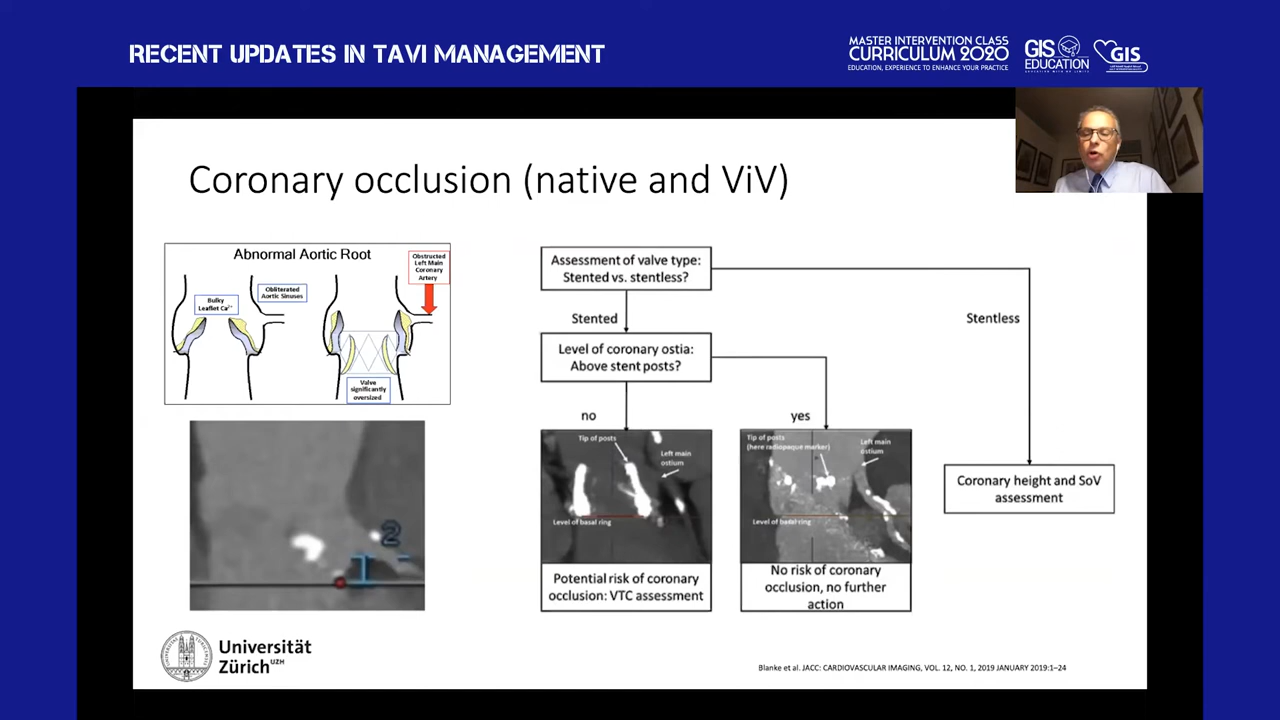 RECENT UPDATES IN TAVI MANAGEMENT
MASTER INTERVENTION CLASS
CURRICULUM 2020
EDUCATION, EXPERIENCE TO ENHANCE YOUR PRACTICE
GIS
EDUCATION
GIS
Coronary occlusion (native and ViV)
Abnormal Aortic Root
Bulky
Leaflet Ca2+
Obliterated
Aortic Sinuses
Obstructed
Left Main
Coronary
Artery
Valve
significantly
oversized
2
Assessment of valve type:
Stented vs. stentless?
Stented
Stentless
Level of coronary ostia:
Above stent posts?
no
yes
Tip of posts
Left main
ostium
Level of basal ring
Tip of posts
(here radiopaque marker)
Left main
ostium
Level of basal ring
Potential risk of coronary
occlusion: VTC assessment
No risk of coronary
occlusion, no further
action
Coronary height and SoV
assessment
Universität
Zürich UZH
Blanke et al. JACC: CARDIOVASCULAR IMAGING, VOL. 12, NO. 1, 2019 JANUARY 2019:1–24